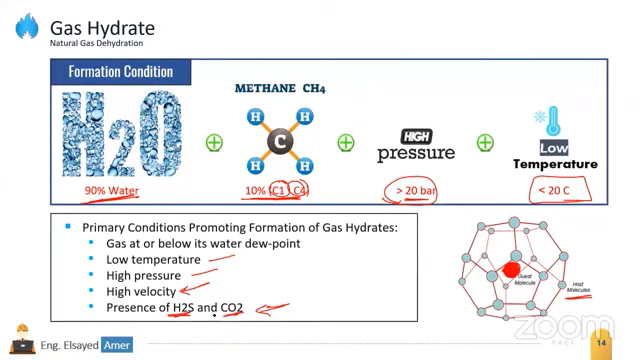 Gas Hydrate
Natural Gas Dehydration
Formation Condition
H2O
METHANE CH4
H H
C
H H
HIGH
pressure
Low
Temperature
90% Water
10% (C1 C4)
> 20 bar
< 20 C
Primary Conditions Promoting Formation of Gas Hydrates:
Gas at or below its water dew-point
Low temperature
High pressure
High velocity
Presence of H2S and CO2
Guest
Molecule
Host
Molecules
zoom
Eng. Elsayed Amer
PAGE
14